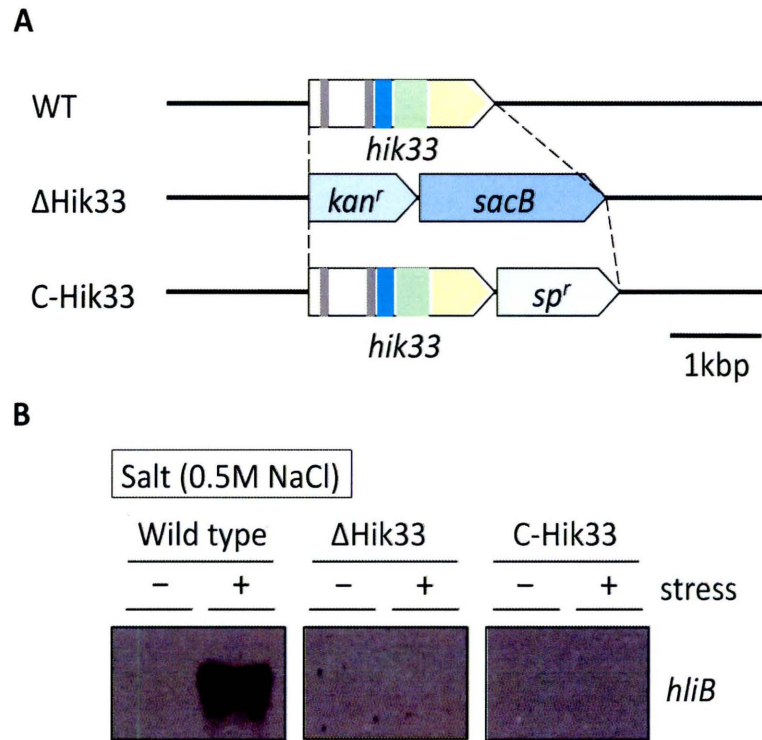 A
WT
hik33
ΔHik33
kanʳ
sacB
C-Hik33
hik33
spʳ
1kbp
B
Salt (0.5M NaCl)
Wild type ΔHik33 C-Hik33
– + – + – + stress
hliB